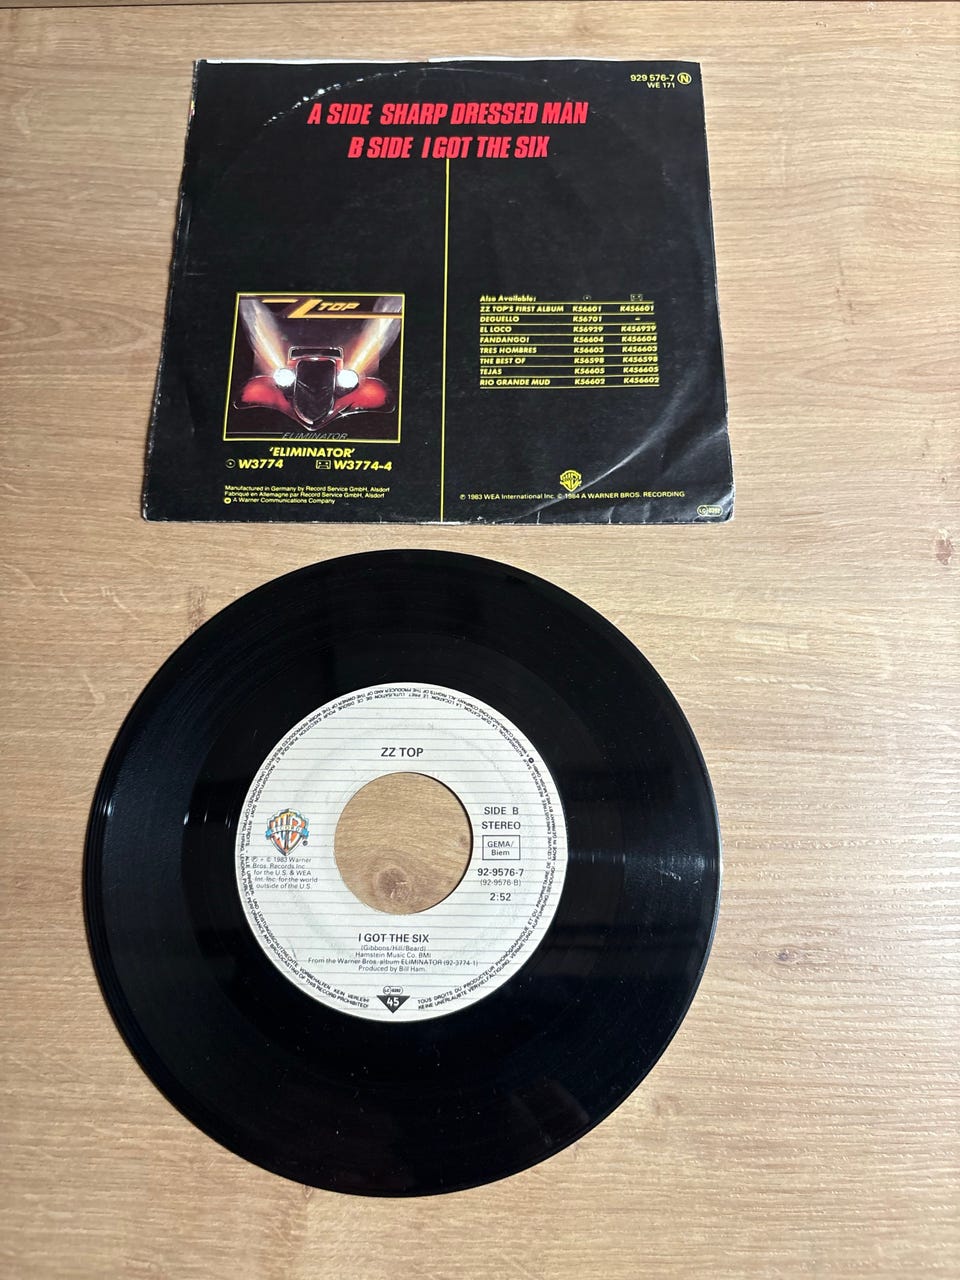 929 576-7 N
WE 171
A SIDE SHARP DRESSED MAN
B SIDE I GOT THE SIX
ZZ TOP
ELIMINATOR
'ELIMINATOR'
W3774 W3774-4
Manufactured in Germany by Record Service GmbH, Alsdorf
Fabriqué en Allemagne par Record Service GmbH, Alsdorf
A Warner Communications Company
Also Available:
ZZ TOP'S FIRST ALBUM K56601 K456601
DEGUELLO K56701 –
EL LOCO K56929 K456929
FANDANGO! K56604 K456604
TRES HOMBRES K56603 K456603
THE BEST OF K56598 K456598
TEJAS K56605 K456605
RIO GRANDE MUD K56602 K456602
℗ 1983 WEA International Inc. © 1984 A WARNER BROS. RECORDING
LC 0392
ZZ TOP
SIDE B
STEREO
GEMA/
Biem
92-9576-7
(92-9576-B)
2:52
℗ + © 1983 Warner
Bros. Records Inc.
for the U.S. & WEA
Int. Inc. for the world
outside of the U.S.
I GOT THE SIX
(Gibbons/Hill/Beard)
Hamstein Music Co. BMI
From the Warner Bros. album ELIMINATOR (92-3774-1)
Produced by Bill Ham.
LC 0392
45